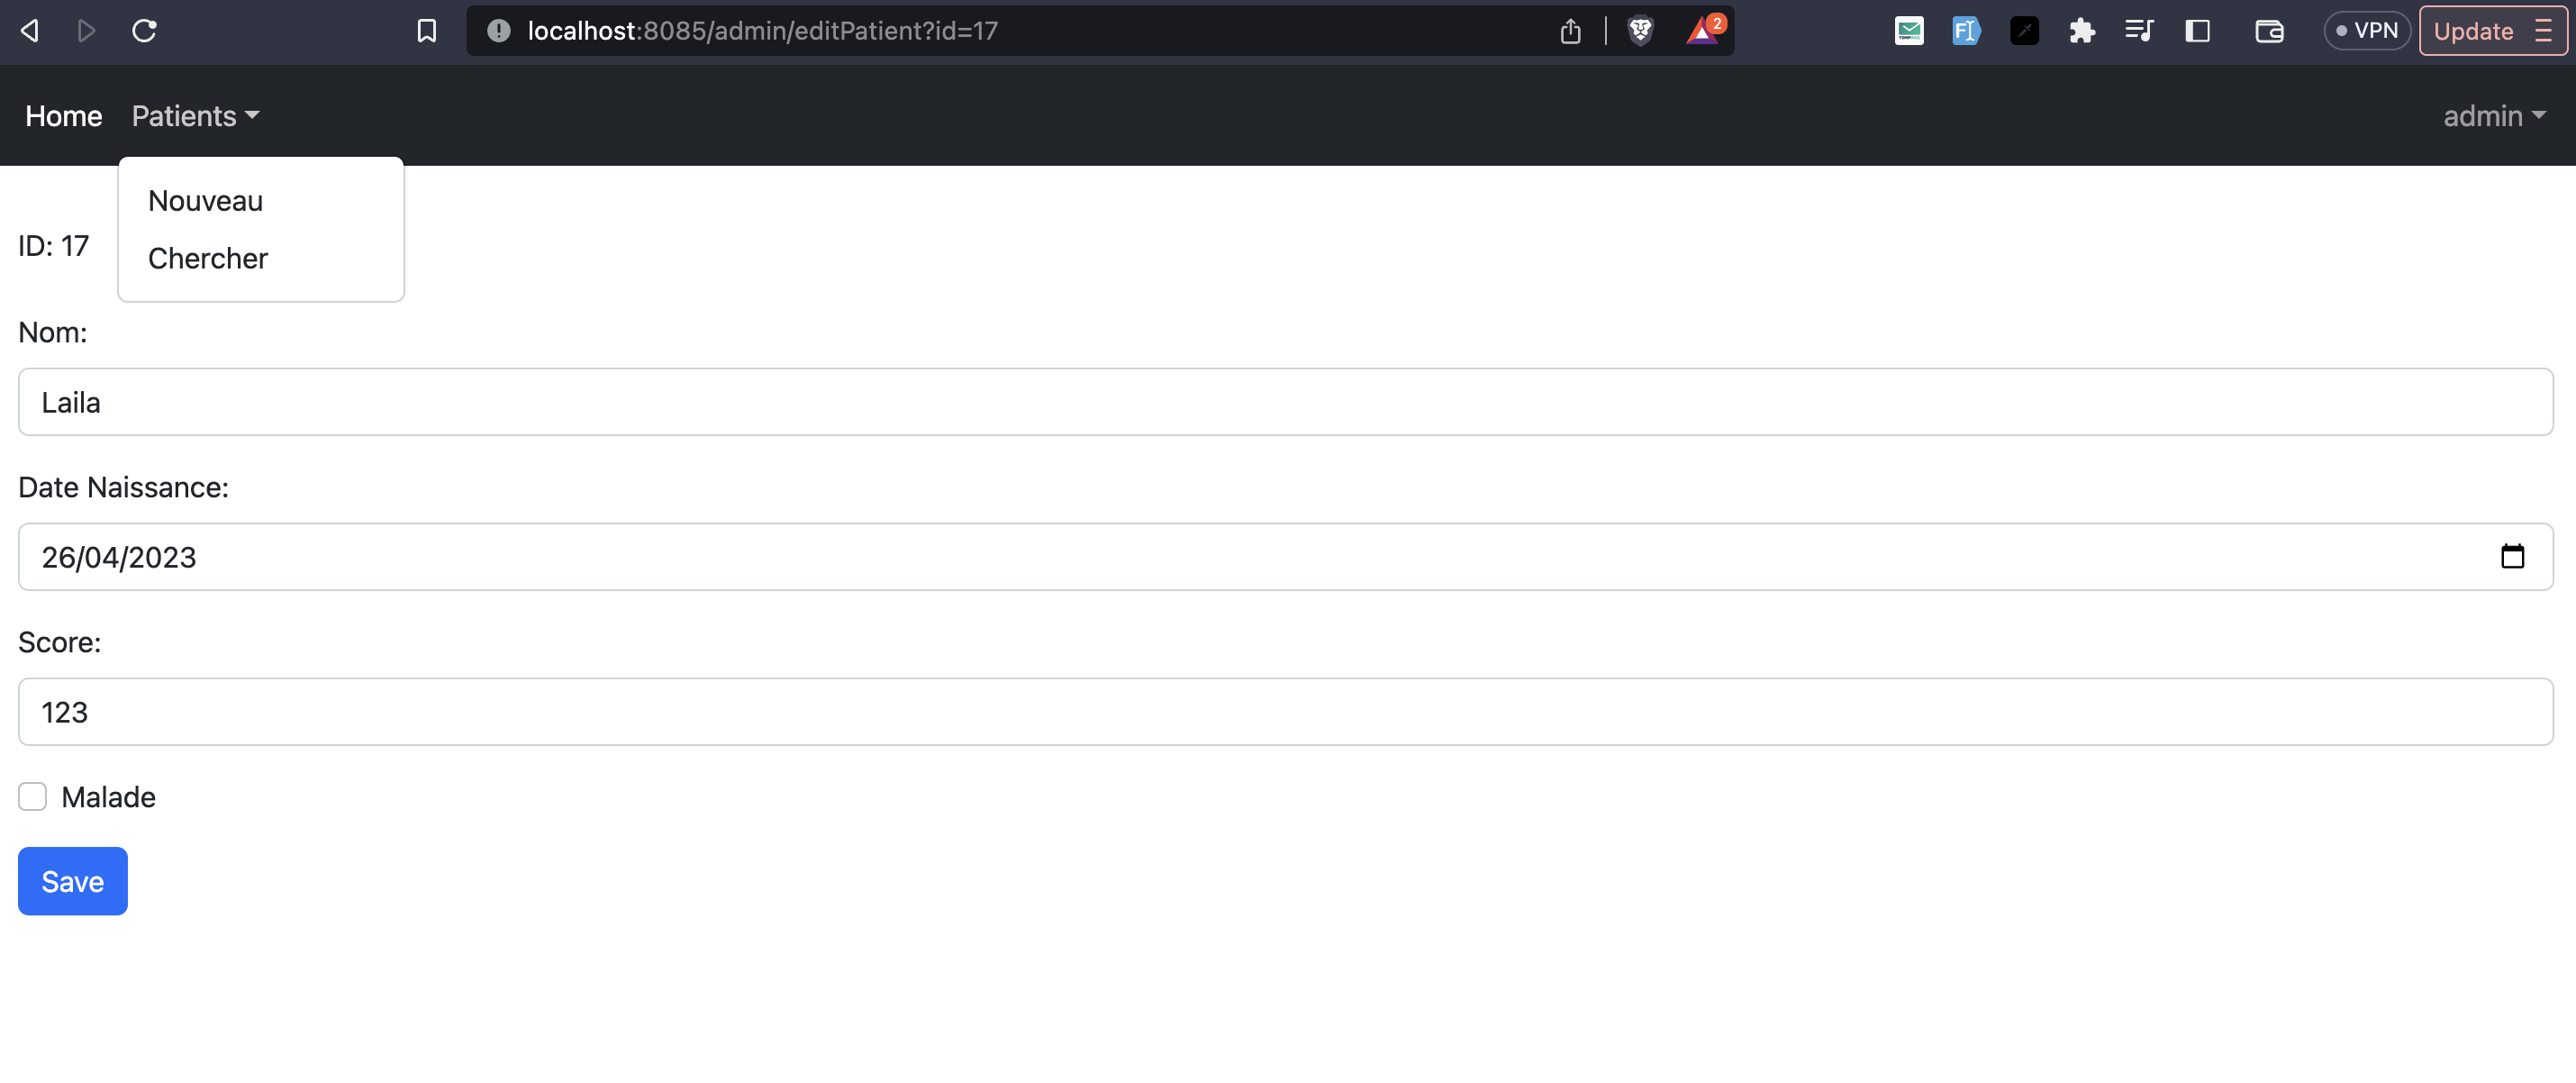 localhost:8085/admin/editPatient?id=17
2
VPN
Update
Home
Patients
admin
Nouveau
Chercher
ID: 17
Nom:
Laila
Date Naissance:
26/04/2023
Score:
123
Malade
Save